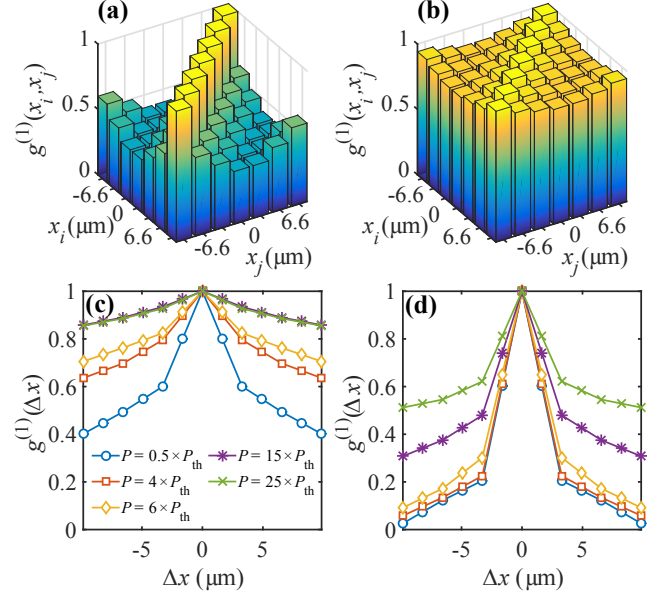 (a)
(b)
g⁽¹⁾(xᵢ,xⱼ)
1
0.5
0
-6.6
0
6.6
xᵢ(μm)
-6.6
0
6.6
xⱼ(μm)
g⁽¹⁾(xᵢ,xⱼ)
1
0.5
0
-6.6
0
6.6
xᵢ(μm)
-6.6
0
6.6
xⱼ(μm)
(c)
g⁽¹⁾(Δx)
1
0.8
0.6
0.4
0.2
0
P = 0.5 × Pth
P = 4 × Pth
P = 6 × Pth
P = 15 × Pth
P = 25 × Pth
-5
0
5
Δx (μm)
(d)
g⁽¹⁾(Δx)
1
0.8
0.6
0.4
0.2
0
-5
0
5
Δx (μm)